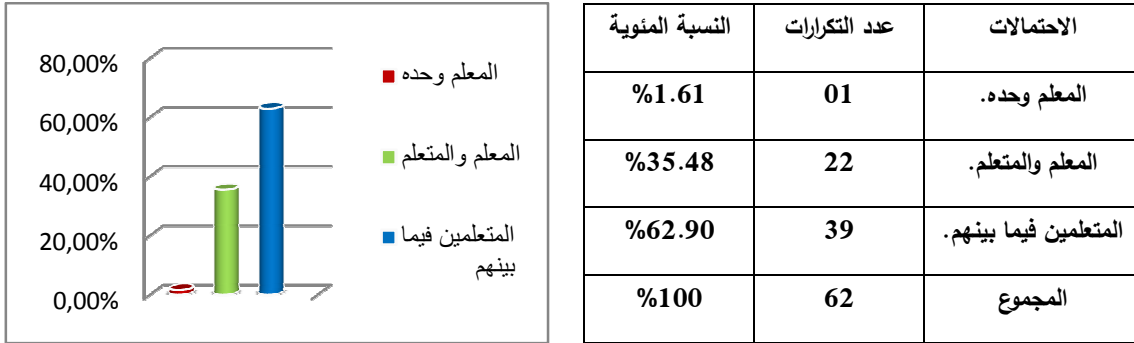 الاحتمالات	عدد التكرارات	النسبة المئوية
المعلم وحده.	01	%1.61
المعلم والمتعلم.	22	%35.48
المتعلمين فيما بينهم.	39	%62.90
المجموع	62	%100
80,00%
60,00%
40,00%
20,00%
0,00%
المعلم وحده
المعلم والمتعلم
المتعلمين فيما
بينهم